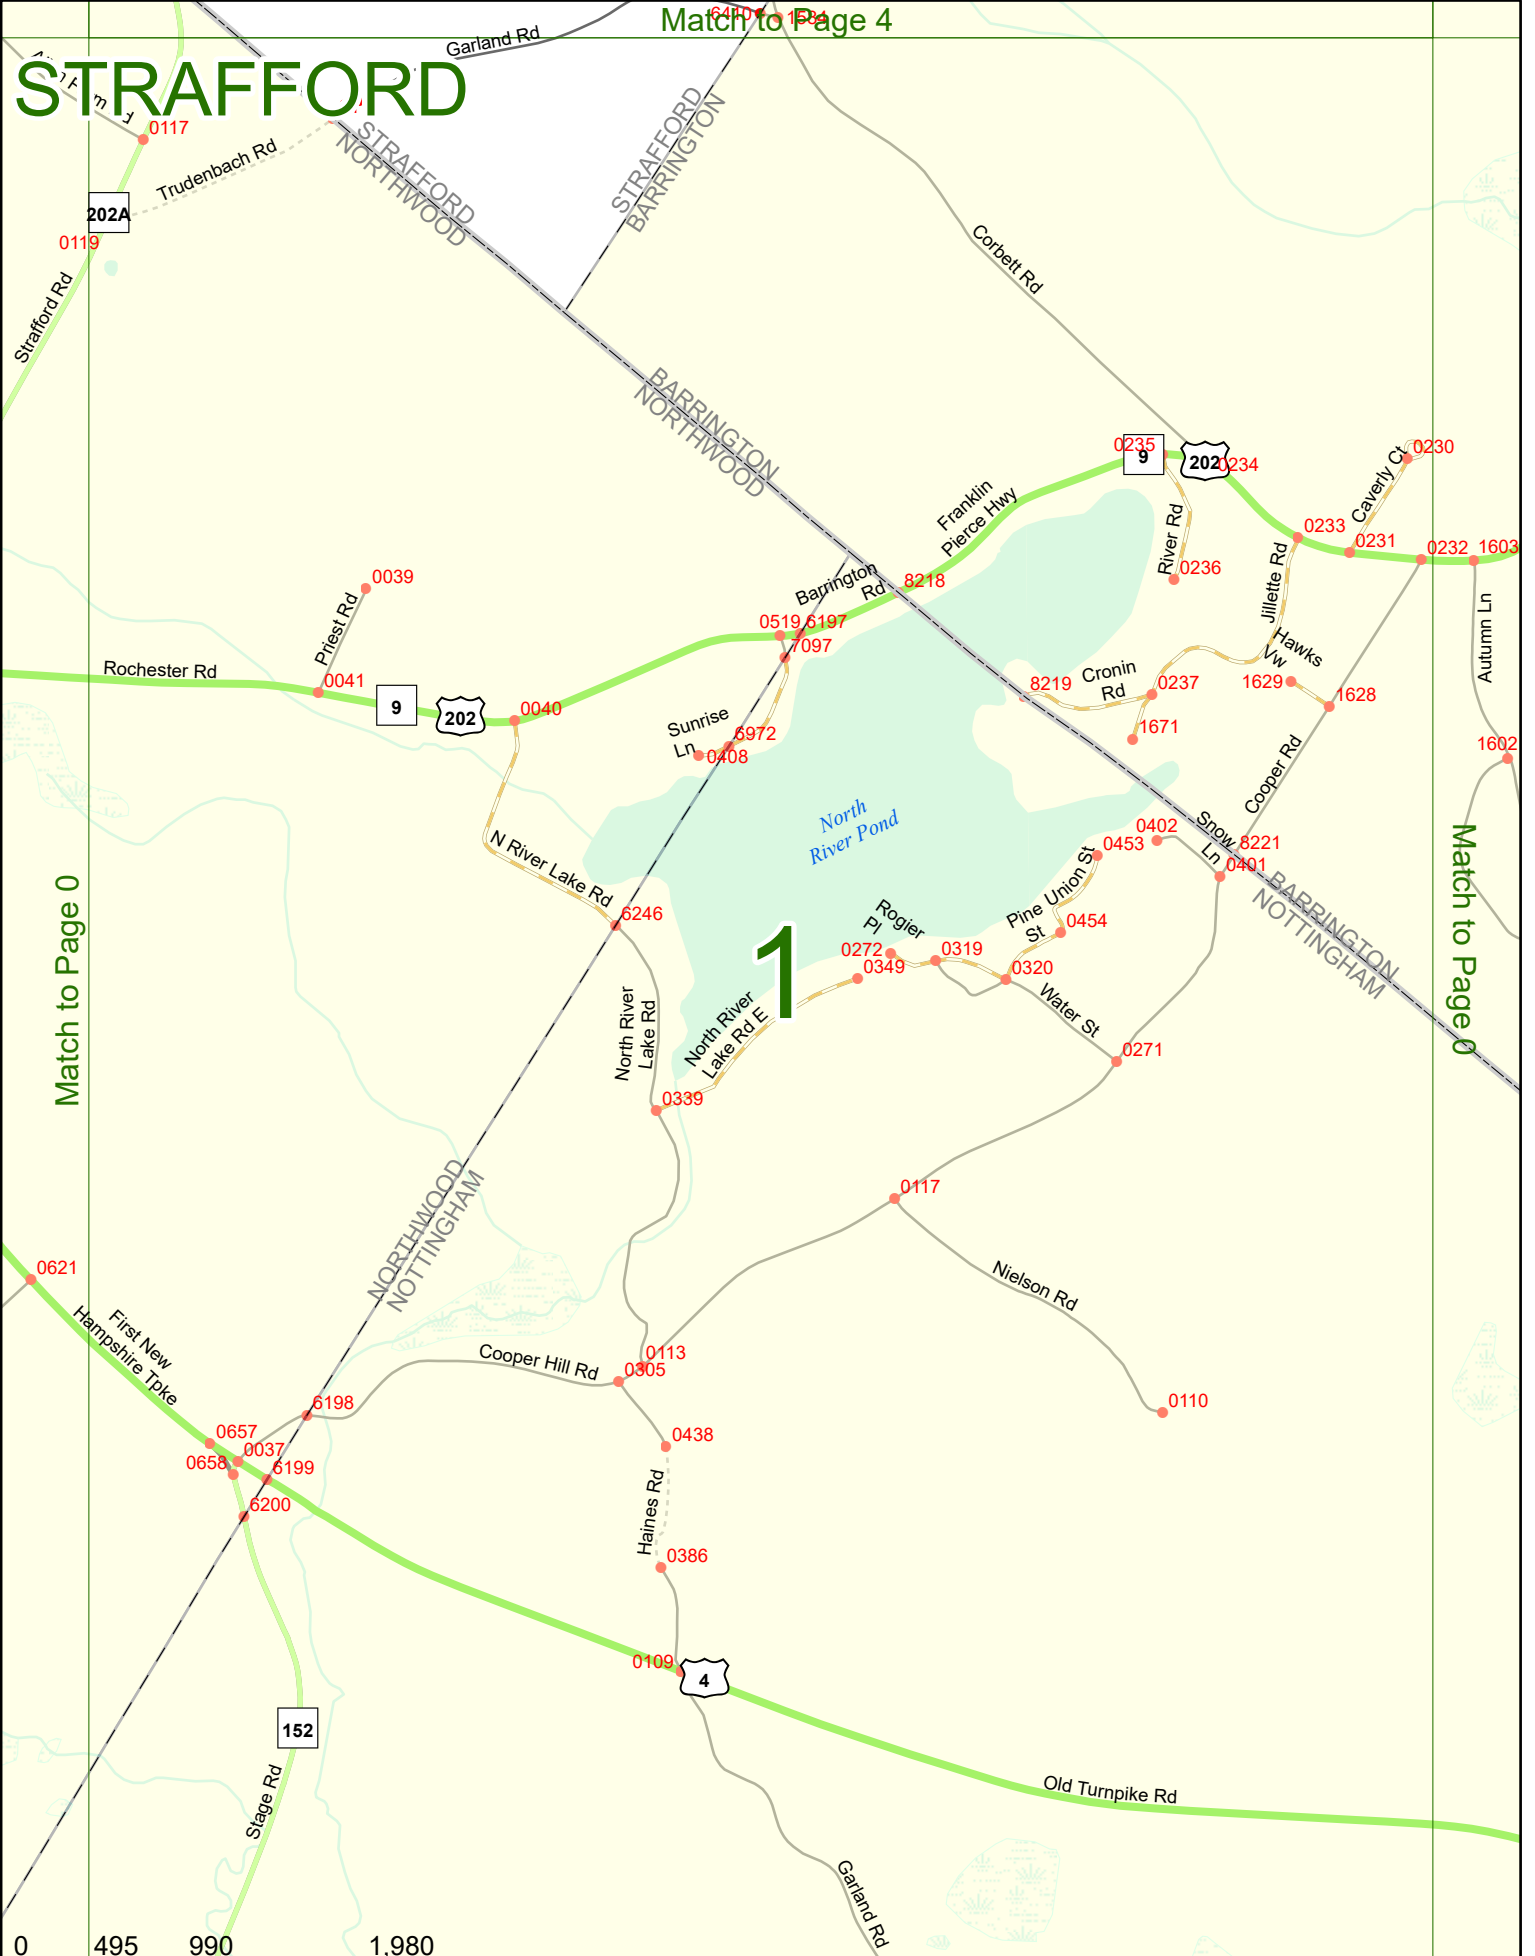 Match to Page 4
6410
1584
Garland Rd
STRAFFORD
0117
Trudenbach Rd
STRAFFORD
NORTHWOOD
STRAFFORD
BARRINGTON
202A
0119
Strafford Rd
Corbett Rd
BARRINGTON
NORTHWOOD
0235
9
202
0234
0230
Caverly Ct
Franklin
Pierce Hwy
River Rd
0233
0231
0232
1603
0236
Jillette Rd
0039
Priest Rd
Barrington
Rd
8218
0519
6197
7097
Autumn Ln
Hawks
Vw
Rochester Rd
0041
9
202
0040
Cronin
Rd
8219
0237
1629
1628
1671
Sunrise
Ln
6972
0408
1602
Cooper Rd
North
River Pond
Snow
Ln
0402
8221
0401
0453
N River Lake Rd
Pine Union St
St
0454
BARRINGTON
NOTTINGHAM
Match to Page 0
Match to Page 0
6246
Rogier
Pl
0272
0319
0349
0320
1
North River
Lake Rd
North River
Lake Rd E
Water St
0271
0339
0117
NORTHWOOD
NOTTINGHAM
0621
Nielson Rd
First New
Hampshire Tpke
Cooper Hill Rd
0113
0305
6198
0110
0657
0037
0658
6199
0438
6200
Haines Rd
0386
0109
4
152
Stage Rd
Old Turnpike Rd
Garland Rd
0
495
990
1,980